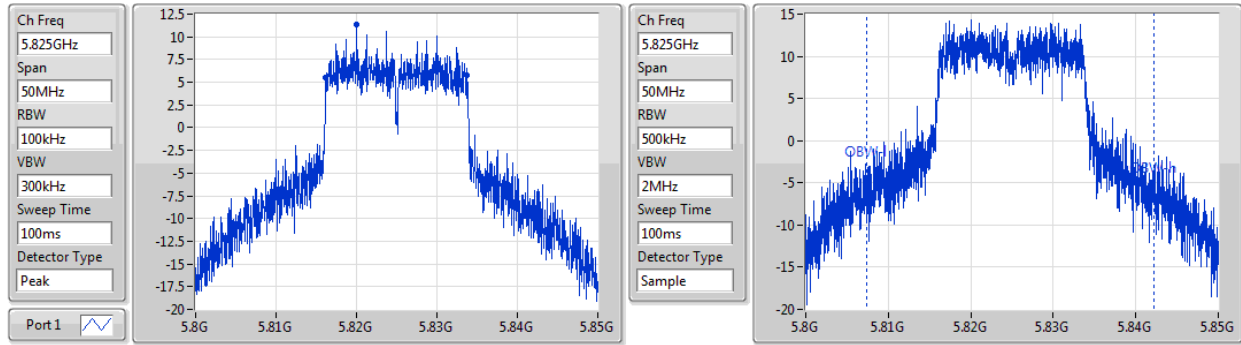 Ch Freq
5.825GHz
Span
50MHz
RBW
100kHz
VBW
300kHz
Sweep Time
100ms
Detector Type
Peak
Port 1
12.5
10
7.5
5
2.5
0
-2.5
-5
-7.5
-10
-12.5
-15
-17.5
-20
5.8G 5.81G 5.82G 5.83G 5.84G 5.85G
Ch Freq
5.825GHz
Span
50MHz
RBW
500kHz
VBW
2MHz
Sweep Time
100ms
Detector Type
Sample
15
10
5
0
-5
-10
-15
-20
5.8G 5.81G 5.82G 5.83G 5.84G 5.85G